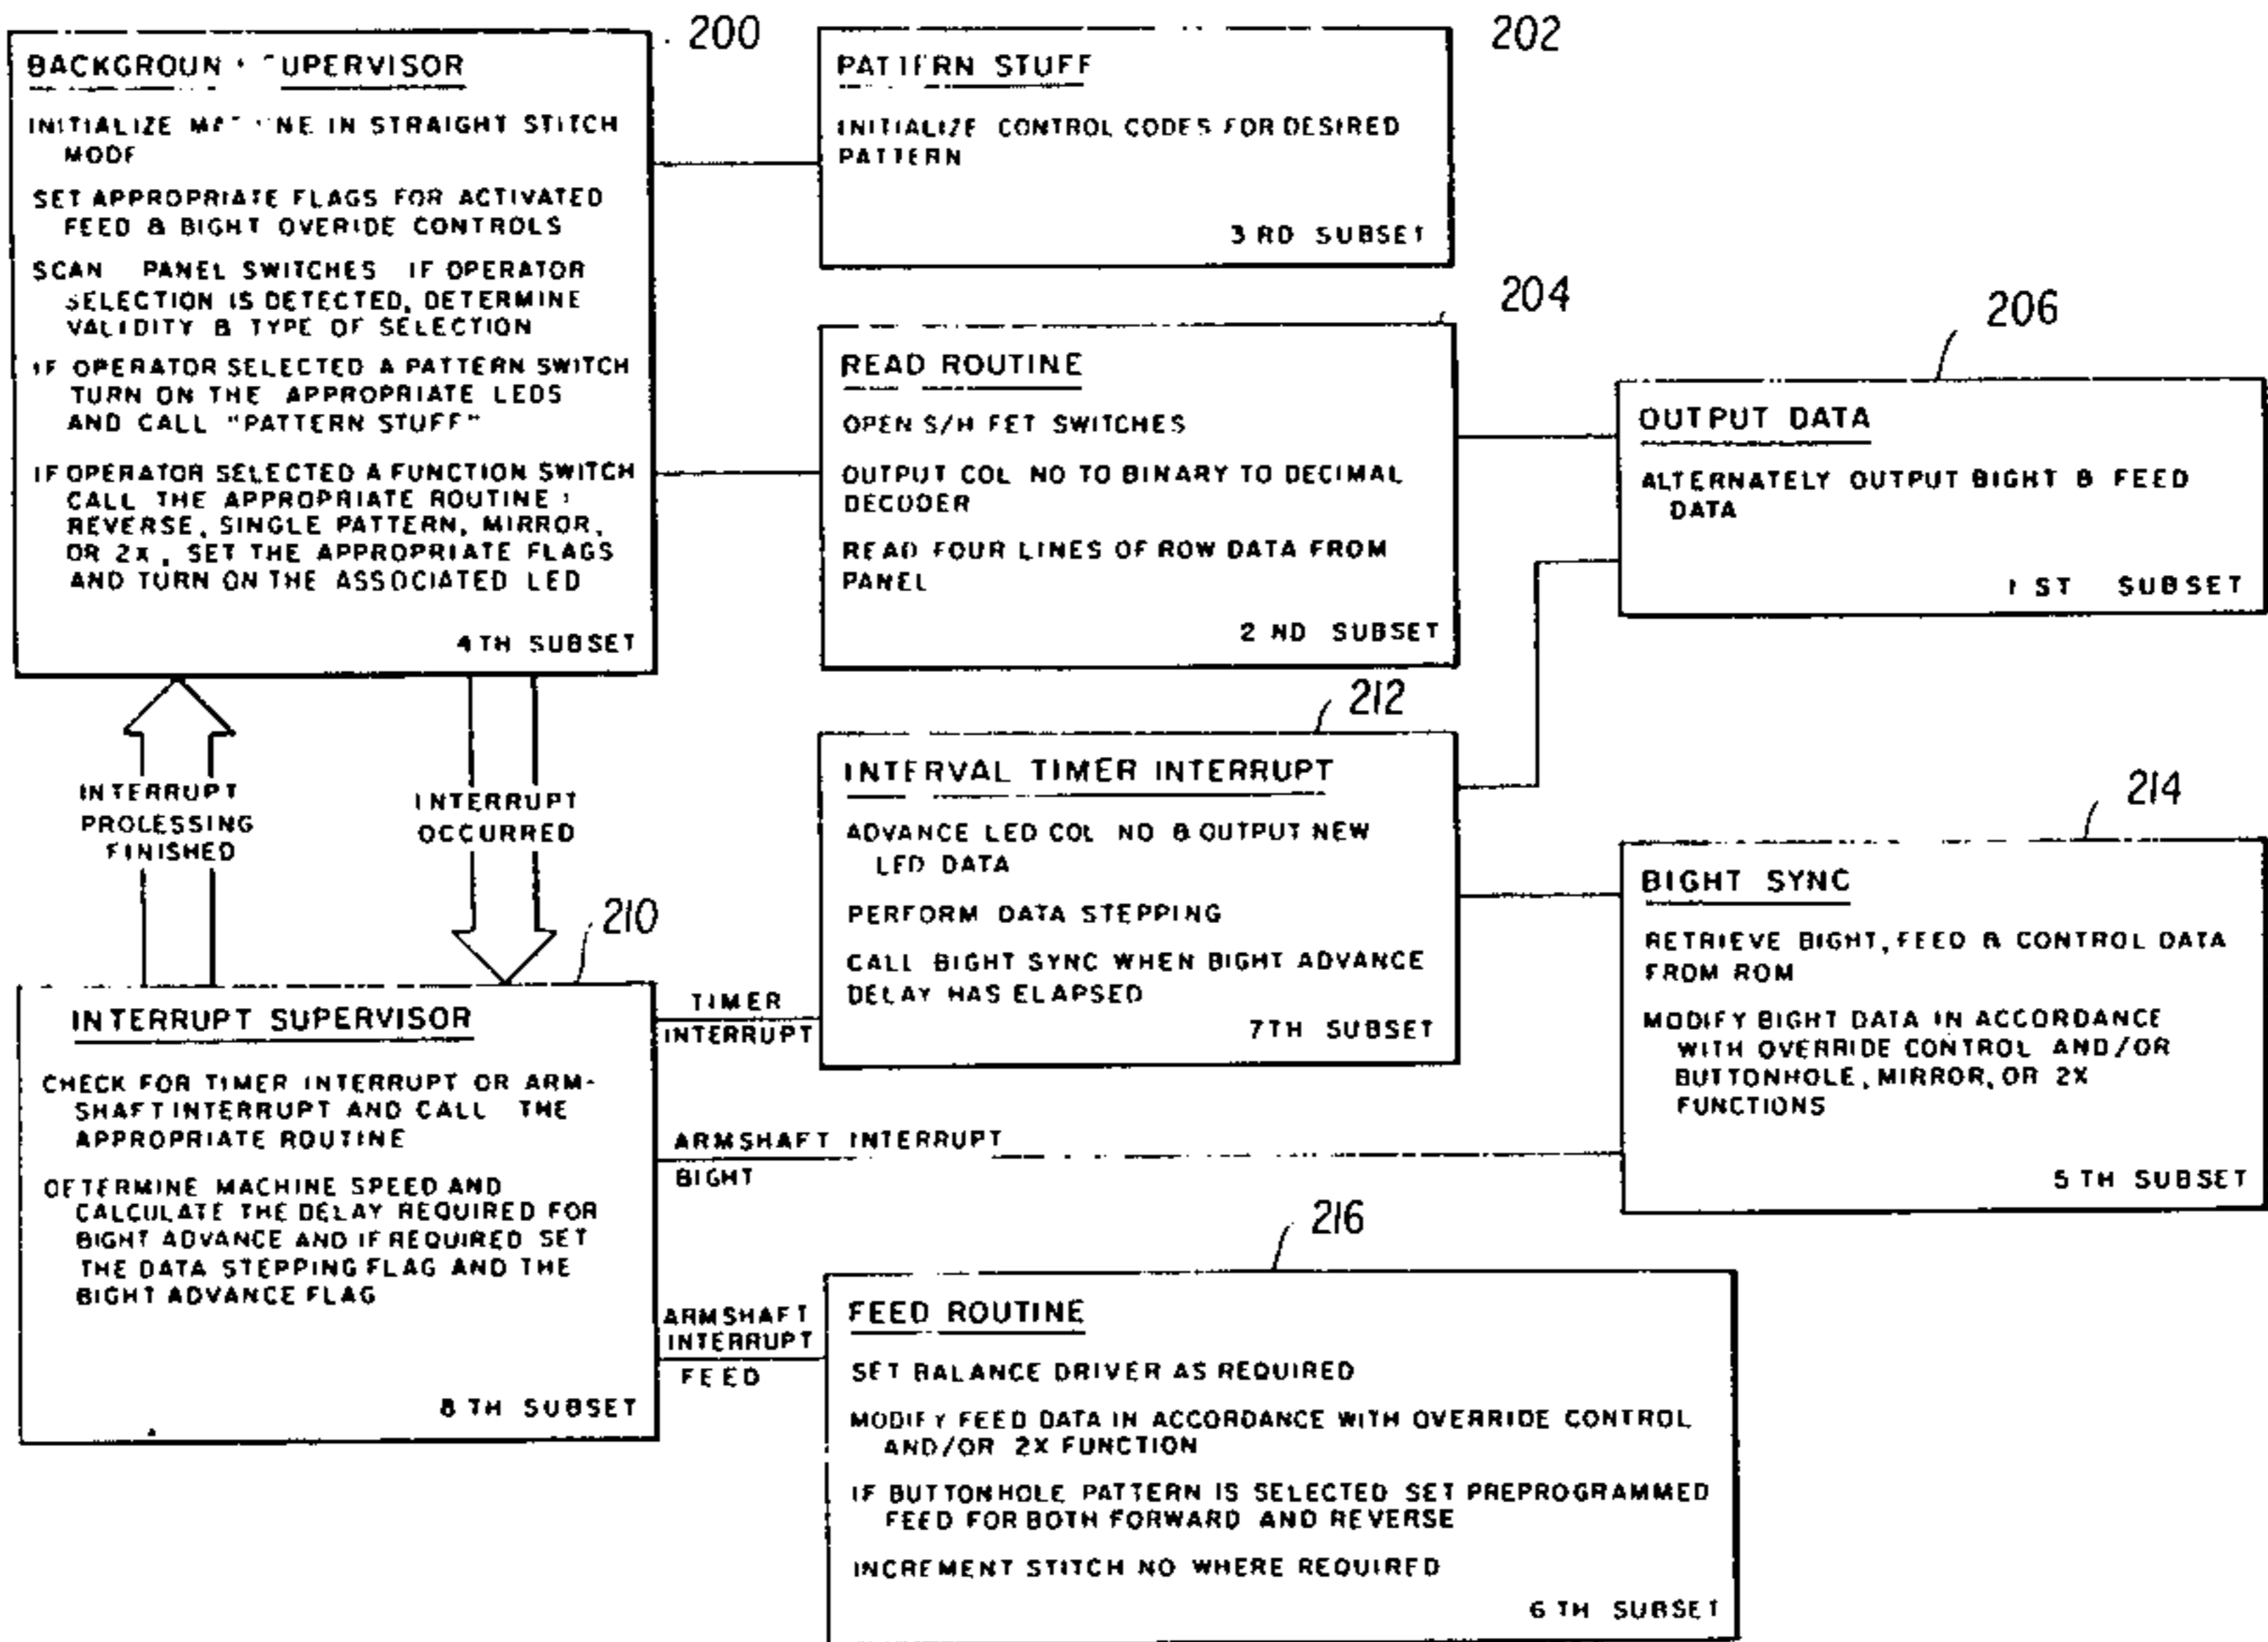 200
BACKGROUND SUPERVISOR
INITIALIZE MACHINE IN STRAIGHT STITCH
MODE
SET APPROPRIATE FLAGS FOR ACTIVATED
FEED & BIGHT OVERIDE CONTROLS
SCAN PANEL SWITCHES IF OPERATOR
SELECTION IS DETECTED, DETERMINE
VALIDITY & TYPE OF SELECTION
IF OPERATOR SELECTED A PATTERN SWITCH
TURN ON THE APPROPRIATE LEDS
AND CALL "PATTERN STUFF"
IF OPERATOR SELECTED A FUNCTION SWITCH
CALL THE APPROPRIATE ROUTINE :
REVERSE, SINGLE PATTERN, MIRROR,
OR 2X, SET THE APPROPRIATE FLAGS
AND TURN ON THE ASSOCIATED LED
4TH SUBSET
202
PATTERN STUFF
INITIALIZE CONTROL CODES FOR DESIRED
PATTERN
3 RD SUBSET
204
READ ROUTINE
OPEN S/H FET SWITCHES
OUTPUT COL NO TO BINARY TO DECIMAL
DECODER
READ FOUR LINES OF ROW DATA FROM
PANEL
2 ND SUBSET
206
OUTPUT DATA
ALTERNATELY OUTPUT BIGHT & FEED
DATA
1 ST SUBSET
INTERRUPT
PROCESSING
FINISHED
INTERRUPT
OCCURRED
210
INTERRUPT SUPERVISOR
CHECK FOR TIMER INTERRUPT OR ARM-
SHAFT INTERRUPT AND CALL THE
APPROPRIATE ROUTINE
DETERMINE MACHINE SPEED AND
CALCULATE THE DELAY REQUIRED FOR
BIGHT ADVANCE AND IF REQUIRED SET
THE DATA STEPPING FLAG AND THE
BIGHT ADVANCE FLAG
8 TH SUBSET
TIMER
INTERRUPT
212
INTERVAL TIMER INTERRUPT
ADVANCE LED COL NO & OUTPUT NEW
LED DATA
PERFORM DATA STEPPING
CALL BIGHT SYNC WHEN BIGHT ADVANCE
DELAY HAS ELAPSED
7TH SUBSET
ARMSHAFT INTERRUPT
BIGHT
214
BIGHT SYNC
RETRIEVE BIGHT, FEED & CONTROL DATA
FROM ROM
MODIFY BIGHT DATA IN ACCORDANCE
WITH OVERRIDE CONTROL AND/OR
BUTTONHOLE, MIRROR, OR 2X
FUNCTIONS
5 TH SUBSET
ARMSHAFT
INTERRUPT
FEED
216
FEED ROUTINE
SET BALANCE DRIVER AS REQUIRED
MODIFY FEED DATA IN ACCORDANCE WITH OVERRIDE CONTROL
AND/OR 2X FUNCTION
IF BUTTONHOLE PATTERN IS SELECTED SET PREPROGRAMMED
FEED FOR BOTH FORWARD AND REVERSE
INCREMENT STITCH NO WHERE REQUIRED
6 TH SUBSET